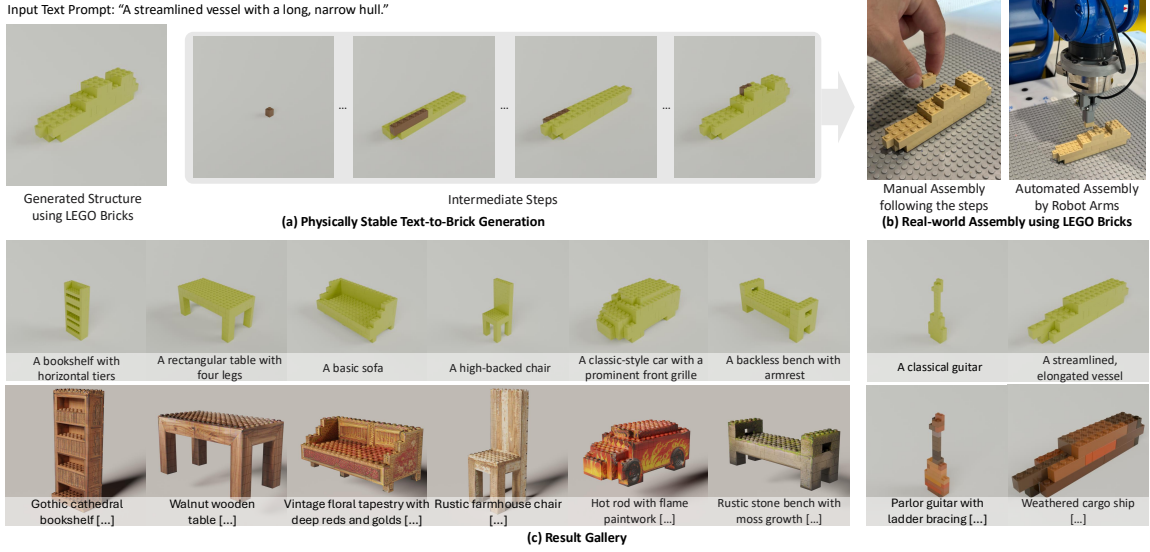 Input Text Prompt: “A streamlined vessel with a long, narrow hull.”
...
...
...
Generated Structure
using LEGO Bricks
Intermediate Steps
(a) Physically Stable Text-to-Brick Generation
Manual Assembly
following the steps
Automated Assembly
by Robot Arms
(b) Real-world Assembly using LEGO Bricks
A bookshelf with
horizontal tiers
A rectangular table with
four legs
A basic sofa
A high-backed chair
A classic-style car with a
prominent front grille
A backless bench with
armrest
A classical guitar
A streamlined,
elongated vessel
Gothic cathedral
bookshelf [...]
Walnut wooden
table [...]
Vintage floral tapestry with
deep reds and golds [...]
Rustic farmhouse chair
[...]
Hot rod with flame
paintwork [...]
Rustic stone bench with
moss growth [...]
Parlor guitar with
ladder bracing [...]
Weathered cargo ship
[...]
(c) Result Gallery